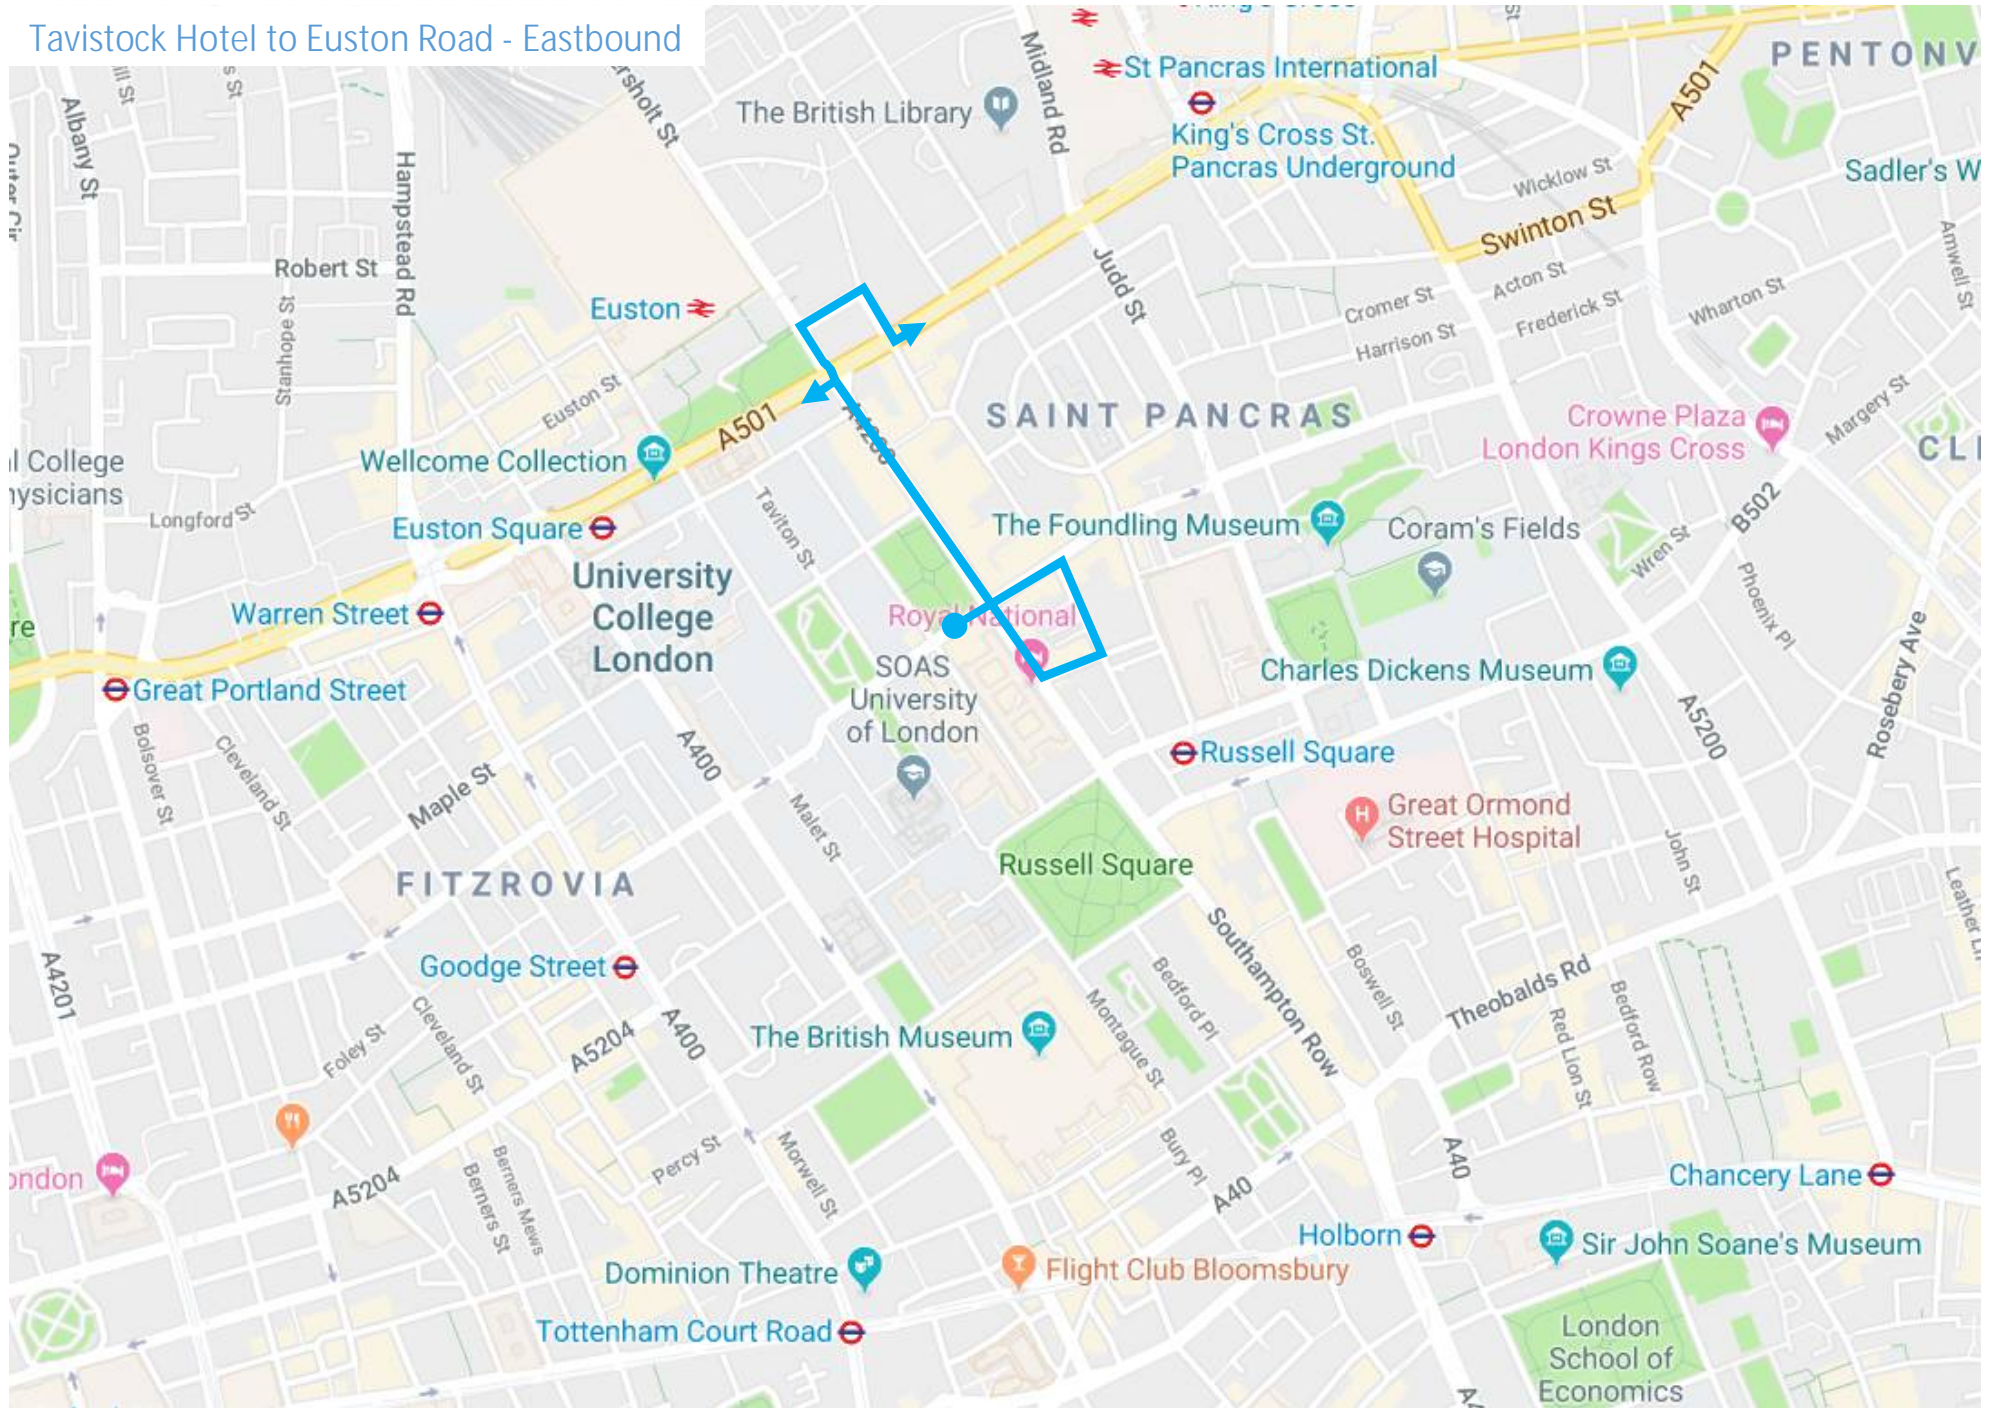 Tavistock Hotel to Euston Road - Eastbound
PENTONV
St Pancras International
A501
Midland Rd
The British Library
King's Cross St.
Pancras Underground
Albany St
Hampstead Rd
Wicklow St
Sadler's W
Swinton St
Amwell St
Robert St
Judd St
Acton St
Cromer St
Frederick St
Wharton St
Euston
Stanhope St
Harrison St
Euston St
A501
SAINT PANCRAS
Crowne Plaza
London Kings Cross
Margery St
CLE
l College
hysicians
Wellcome Collection
Longford St
Taviton St
Euston Square
The Foundling Museum
Coram's Fields
B502
Wren St
Phoenix Pl
University
College
London
Warren Street
re
Royal National
SOAS
University
of London
Charles Dickens Museum
Great Portland Street
Rosebery Ave
A5200
Bolsover St
Cleveland St
A400
Russell Square
Maple St
Malet St
Great Ormond
Street Hospital
John St
Russell Square
FITZROVIA
Southampton Row
Boswell St
Theobalds Rd
Bedford Pl
Goodge Street
A4201
Montague St
Red Lion St
Bedford Row
Foley St
Cleveland St
A5204
A400
The British Museum
Percy St
Morwell St
Bury Pl
A40
A40
Chancery Lane
ondon
A5204
Berners St
Berners Mews
Holborn
Sir John Soane's Museum
Dominion Theatre
Flight Club Bloomsbury
Tottenham Court Road
London
School of
Economics